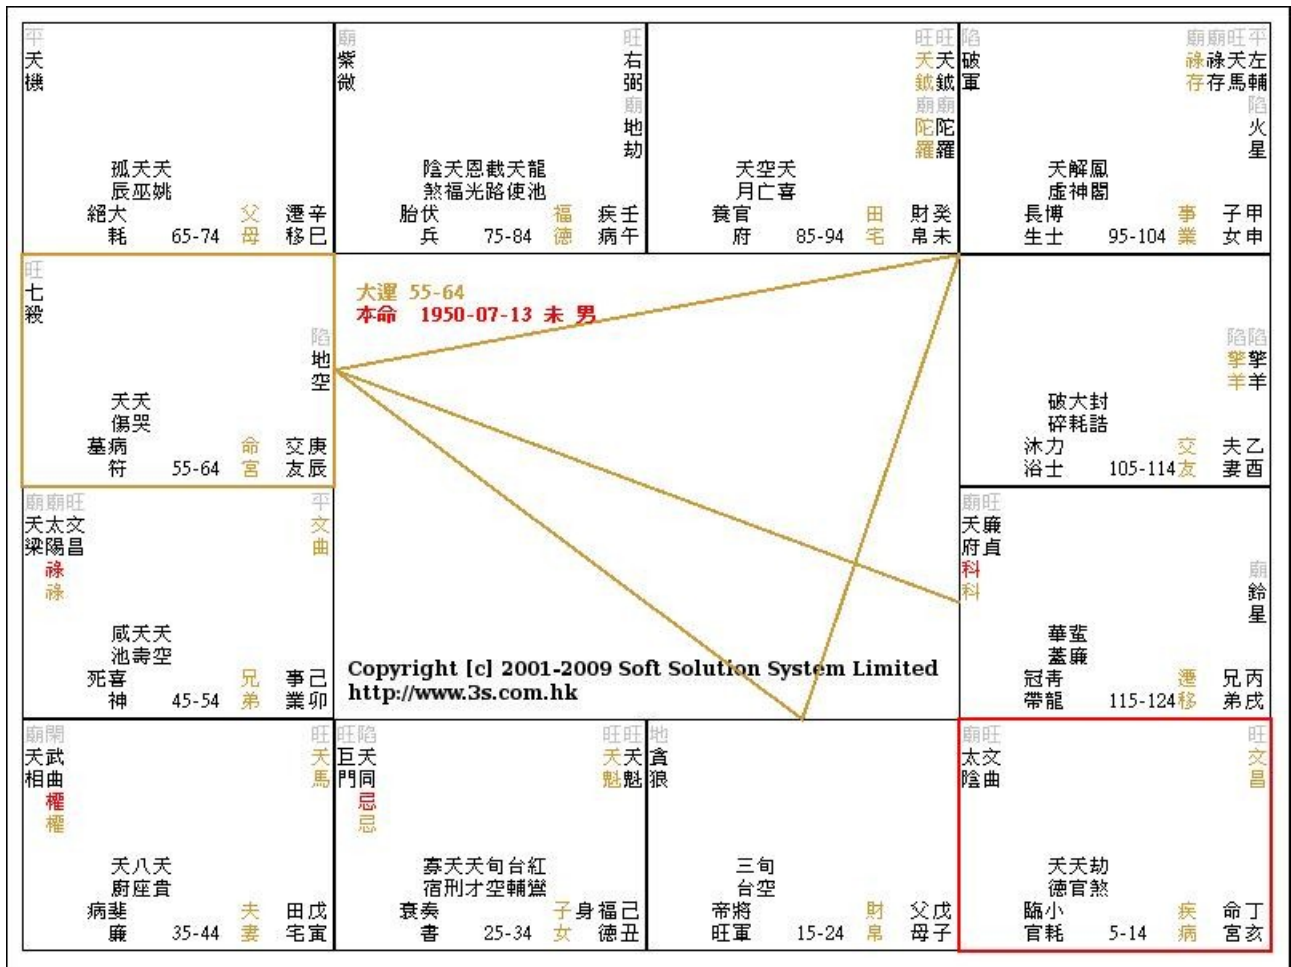 平
天機
孤辰 天巫 天姚
絕 大耗
65-74
父母
遷移
辛巳
廟
紫微
旺
右弼
廟
地劫
陰煞 天福 恩光 截路 天使 龍池
胎 伏兵
75-84
福德
疾病
壬午
旺旺
天鉞 天鉞
廟廟
陀羅 陀羅
天月 空亡 天喜
養 官府
85-94
田宅
財帛
癸未
陷
破軍
廟廟旺平
祿存 祿存 天馬 左輔
陷
火星
天虛 解神 鳳閣
長生 博士
95-104
事業
子女
甲申
旺
七殺
陷
地空
天傷 天哭
墓 病符
55-64
命宮
交友
庚辰
大運 55-64
本命 1950-07-13 未 男
陷陷
擎羊 擎羊
破碎 大耗 封誥
沐浴 力士
105-114
交友
夫妻
乙酉
廟廟旺
天梁 太陽 文昌
祿
祿
平
文曲
咸池 天壽 天空
死 喜神
45-54
兄弟
事業
己卯
廟旺
天府 廉貞
科
科
廟
鈴星
華蓋 蜚廉
冠帶 青龍
115-124
遷移
兄弟
丙戌
Copyright [c] 2001-2009 Soft Solution System Limited
http://www.3s.com.hk
廟閑
天相 武曲
權
權
旺
天馬
天廚 八座 天貴
病 蜚廉
35-44
夫妻
田宅
戊寅
旺陷
巨門 天同
忌
忌
旺旺
天魁 天魁
寡宿 天刑 天才 旬空 台輔 紅鸞
衰 奏書
25-34
子女
身
福德
己丑
地
貪狼
三台 旬空
帝旺 將軍
15-24
財帛
父母
戊子
廟旺
太陰 文曲
旺
文昌
天德 天官 劫煞
臨官 小耗
5-14
疾病
命宮
丁亥